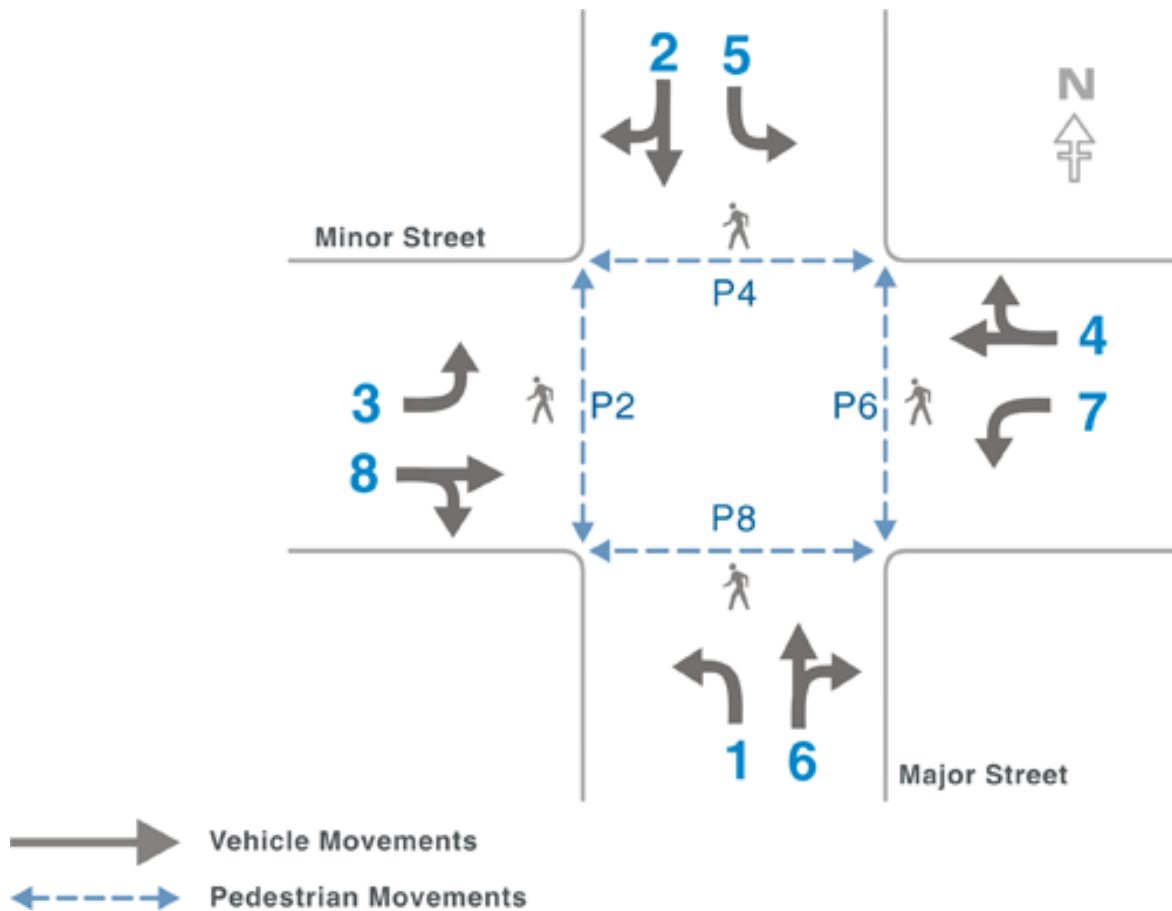 2 5
N
Minor Street
P4
4
3
P2
P6
7
8
P8
1 6
Major Street
Vehicle Movements
Pedestrian Movements